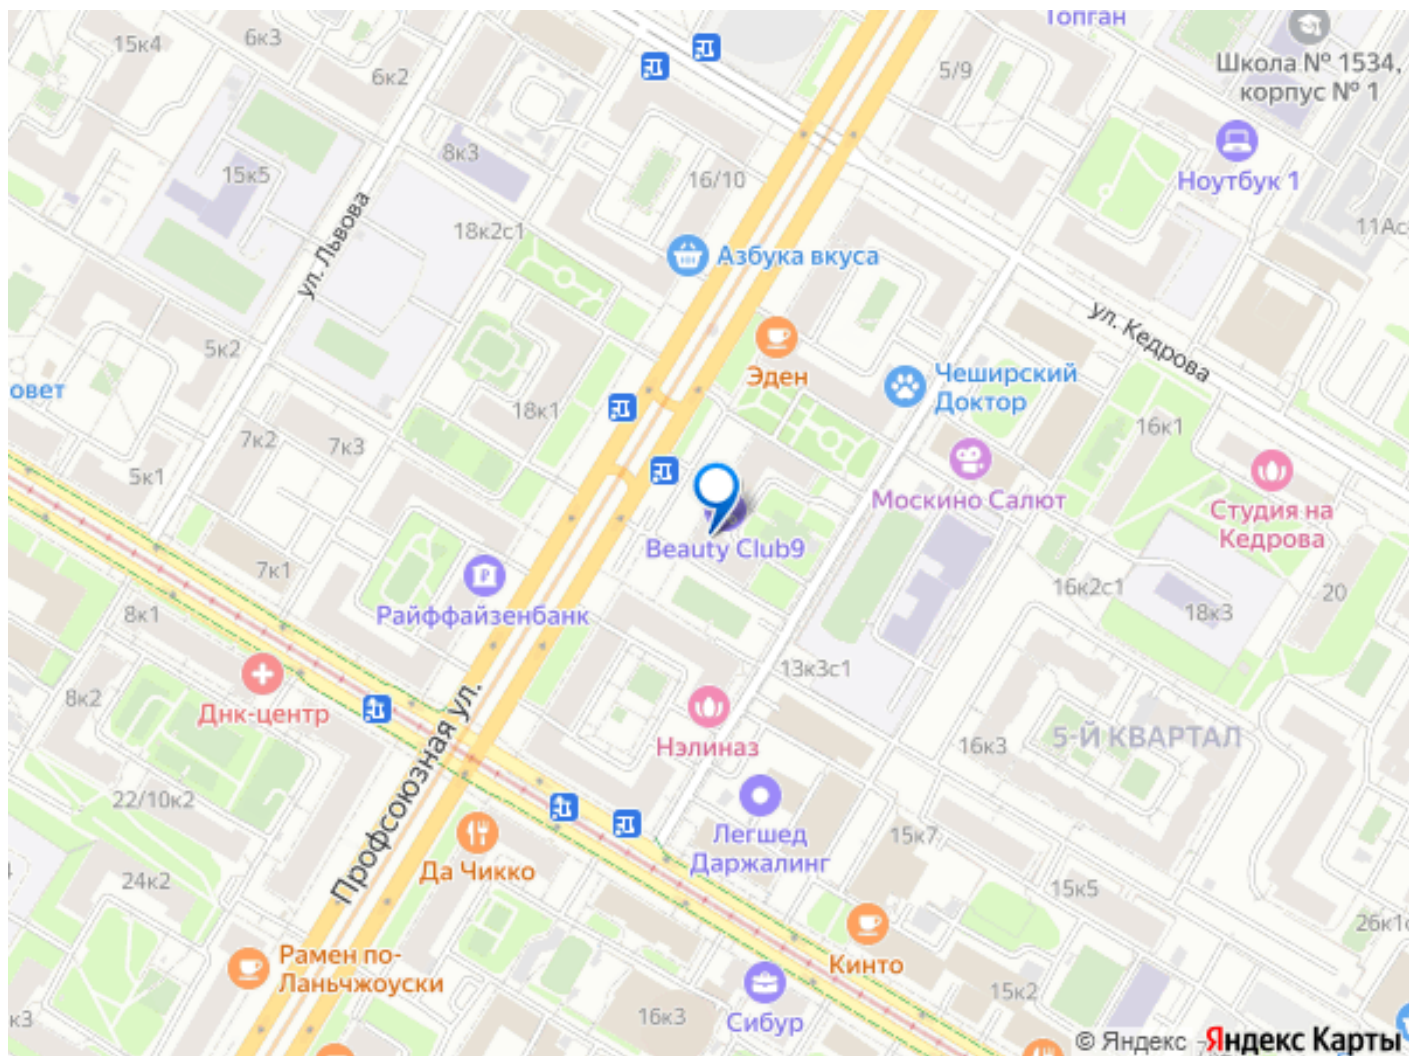 Топган
15к4
6к3
6к2
5/9
Школа № 1534,
корпус № 1
8к3
15к5
16/10
Ноутбук 1
ул. Львова
18к2с1
11Ас
Азбука вкуса
ул. Кедрова
5к2
Эден
Чеширский
Доктор
овет
18к1
7к2
7к3
16к1
5к1
Москино Салют
Студия на
Кедрова
Beauty Club9
7к1
Райффайзенбанк
16к2с1
20
18к3
8к1
13к3с1
8к2
Днк-центр
Профсоюзная ул.
Нэлиназ
16к3
5-Й КВАРТАЛ
22/10к2
Легшед
Даржалинг
15к7
Да Чикко
24к2
15к5
26к1с
Рамен по-
Ланьчжоуски
Кинто
15к2
к3
16к3
Сибур
© Яндекс Яндекс Карты